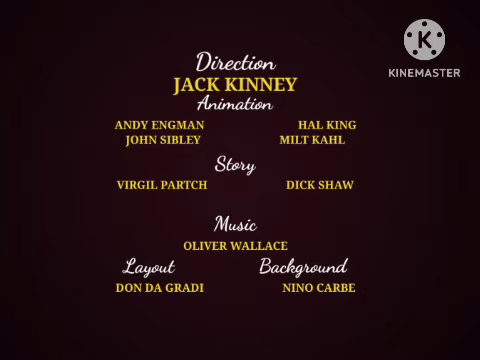 Direction
JACK KINNEY
Animation
ANDY ENGMAN HAL KING
JOHN SIBLEY MILT KAHL
Story
VIRGIL PARTCH DICK SHAW
Music
OLIVER WALLACE
Layout Background
DON DA GRADI NINO CARBE
K
KINEMASTER